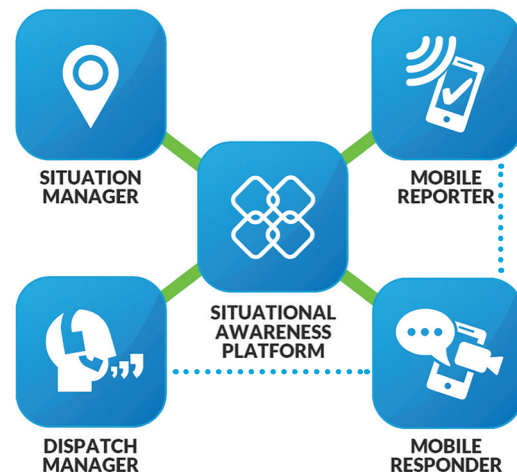 SITUATION
MANAGER
MOBILE
REPORTER
SITUATIONAL
AWARENESS
PLATFORM
DISPATCH
MANAGER
MOBILE
RESPONDER